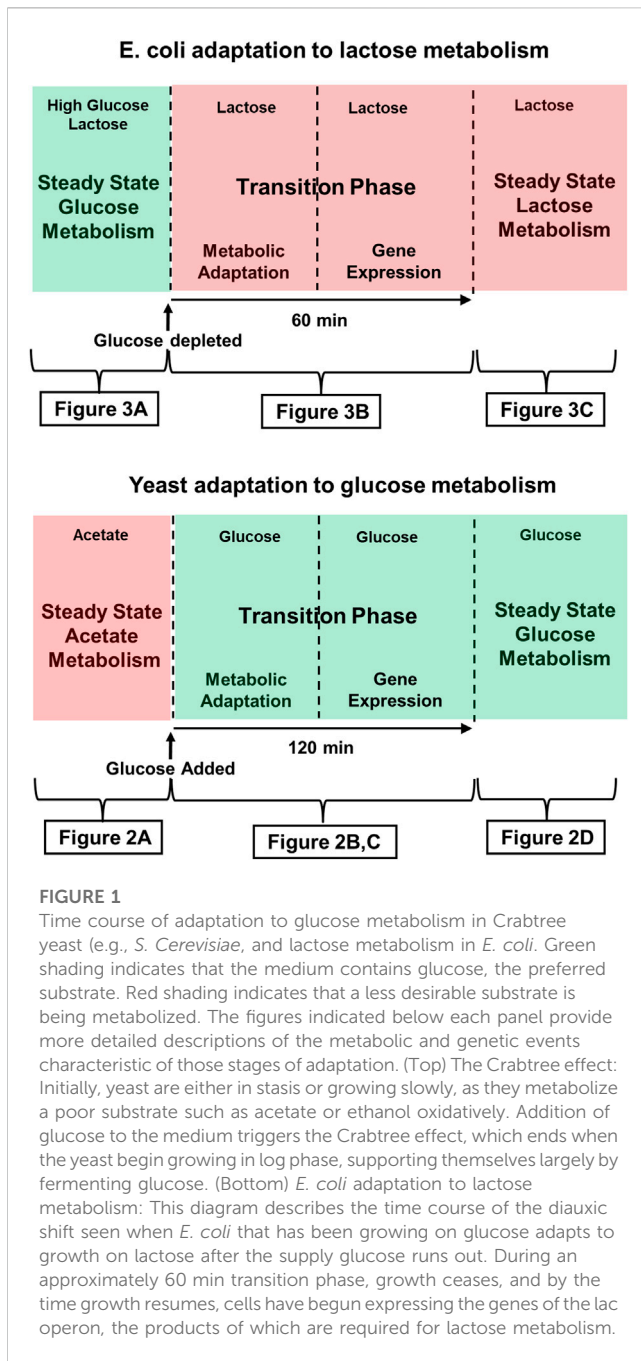 E. coli adaptation to lactose metabolism
High Glucose
Lactose
Steady State
Glucose
Metabolism
Lactose
Lactose
Transition Phase
Metabolic
Adaptation
Gene
Expression
Lactose
Steady State
Lactose
Metabolism
60 min
Glucose depleted
Figure 3A
Figure 3B
Figure 3C
Yeast adaptation to glucose metabolism
Acetate
Steady State
Acetate
Metabolism
Glucose
Glucose
Transition Phase
Metabolic
Adaptation
Gene
Expression
Glucose
Steady State
Glucose
Metabolism
120 min
Glucose Added
Figure 2A
Figure 2B,C
Figure 2D
FIGURE 1
Time course of adaptation to glucose metabolism in Crabtree
yeast (e.g., S. Cerevisiae, and lactose metabolism in E. coli. Green
shading indicates that the medium contains glucose, the preferred
substrate. Red shading indicates that a less desirable substrate is
being metabolized. The figures indicated below each panel provide
more detailed descriptions of the metabolic and genetic events
characteristic of those stages of adaptation. (Top) The Crabtree effect:
Initially, yeast are either in stasis or growing slowly, as they metabolize
a poor substrate such as acetate or ethanol oxidatively. Addition of
glucose to the medium triggers the Crabtree effect, which ends when
the yeast begin growing in log phase, supporting themselves largely by
fermenting glucose. (Bottom) E. coli adaptation to lactose
metabolism: This diagram describes the time course of the diauxic
shift seen when E. coli that has been growing on glucose adapts to
growth on lactose after the supply glucose runs out. During an
approximately 60 min transition phase, growth ceases, and by the
time growth resumes, cells have begun expressing the genes of the lac
operon, the products of which are required for lactose metabolism.